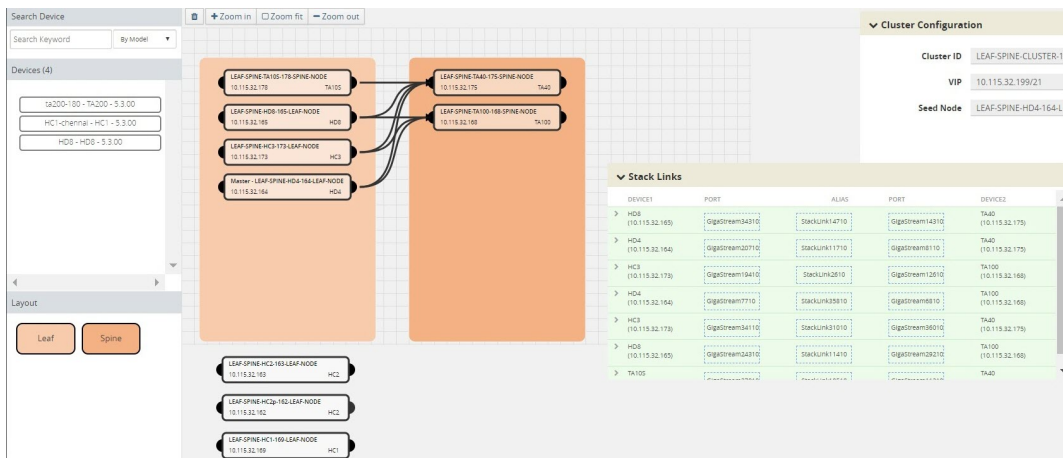 Search Device
Search Keyword
By Model
Devices (4)
ta200-180 - TA200 - 5.3.00
HC1-chennai - HC1 - 5.3.00
HD8 - HD8 - 5.3.00
Layout
Leaf
Spine
Zoom in
Zoom fit
Zoom out
LEAF-SPINE-TA10S-178-SPINE-NODE
10.115.32.178 TA10S
LEAF-SPINE-HD8-165-LEAF-NODE
10.115.32.165 HD8
LEAF-SPINE-HC3-173-LEAF-NODE
10.115.32.173 HC3
Master - LEAF-SPINE-HD4-164-LEAF-NODE
10.115.32.164 HD4
LEAF-SPINE-TA40-175-SPINE-NODE
10.115.32.175 TA40
LEAF-SPINE-TA100-168-SPINE-NODE
10.115.32.168 TA100
LEAF-SPINE-HC2-163-LEAF-NODE
10.115.32.163 HC2
LEAF-SPINE-HC2p-162-LEAF-NODE
10.115.32.162 HC2
LEAF-SPINE-HC1-169-LEAF-NODE
10.115.32.169 HC1
Cluster Configuration
Cluster ID LEAF-SPINE-CLUSTER-1
VIP 10.115.32.199/21
Seed Node LEAF-SPINE-HD4-164-L
Stack Links
DEVICE1 PORT ALIAS PORT DEVICE2
HD8 (10.115.32.165) GigaStream34310 StackLink14710 GigaStream14310 TA40 (10.115.32.175)
HD4 (10.115.32.164) GigaStream20710 StackLink11710 GigaStream8110 TA40 (10.115.32.175)
HC3 (10.115.32.173) GigaStream19410 StackLink2610 GigaStream12610 TA100 (10.115.32.168)
HD4 (10.115.32.164) GigaStream7710 StackLink35810 GigaStream6810 TA100 (10.115.32.168)
HC3 (10.115.32.173) GigaStream34110 StackLink31010 GigaStream36010 TA40 (10.115.32.175)
HD8 (10.115.32.165) GigaStream24310 StackLink11410 GigaStream29210 TA100 (10.115.32.168)
TA10S TA40